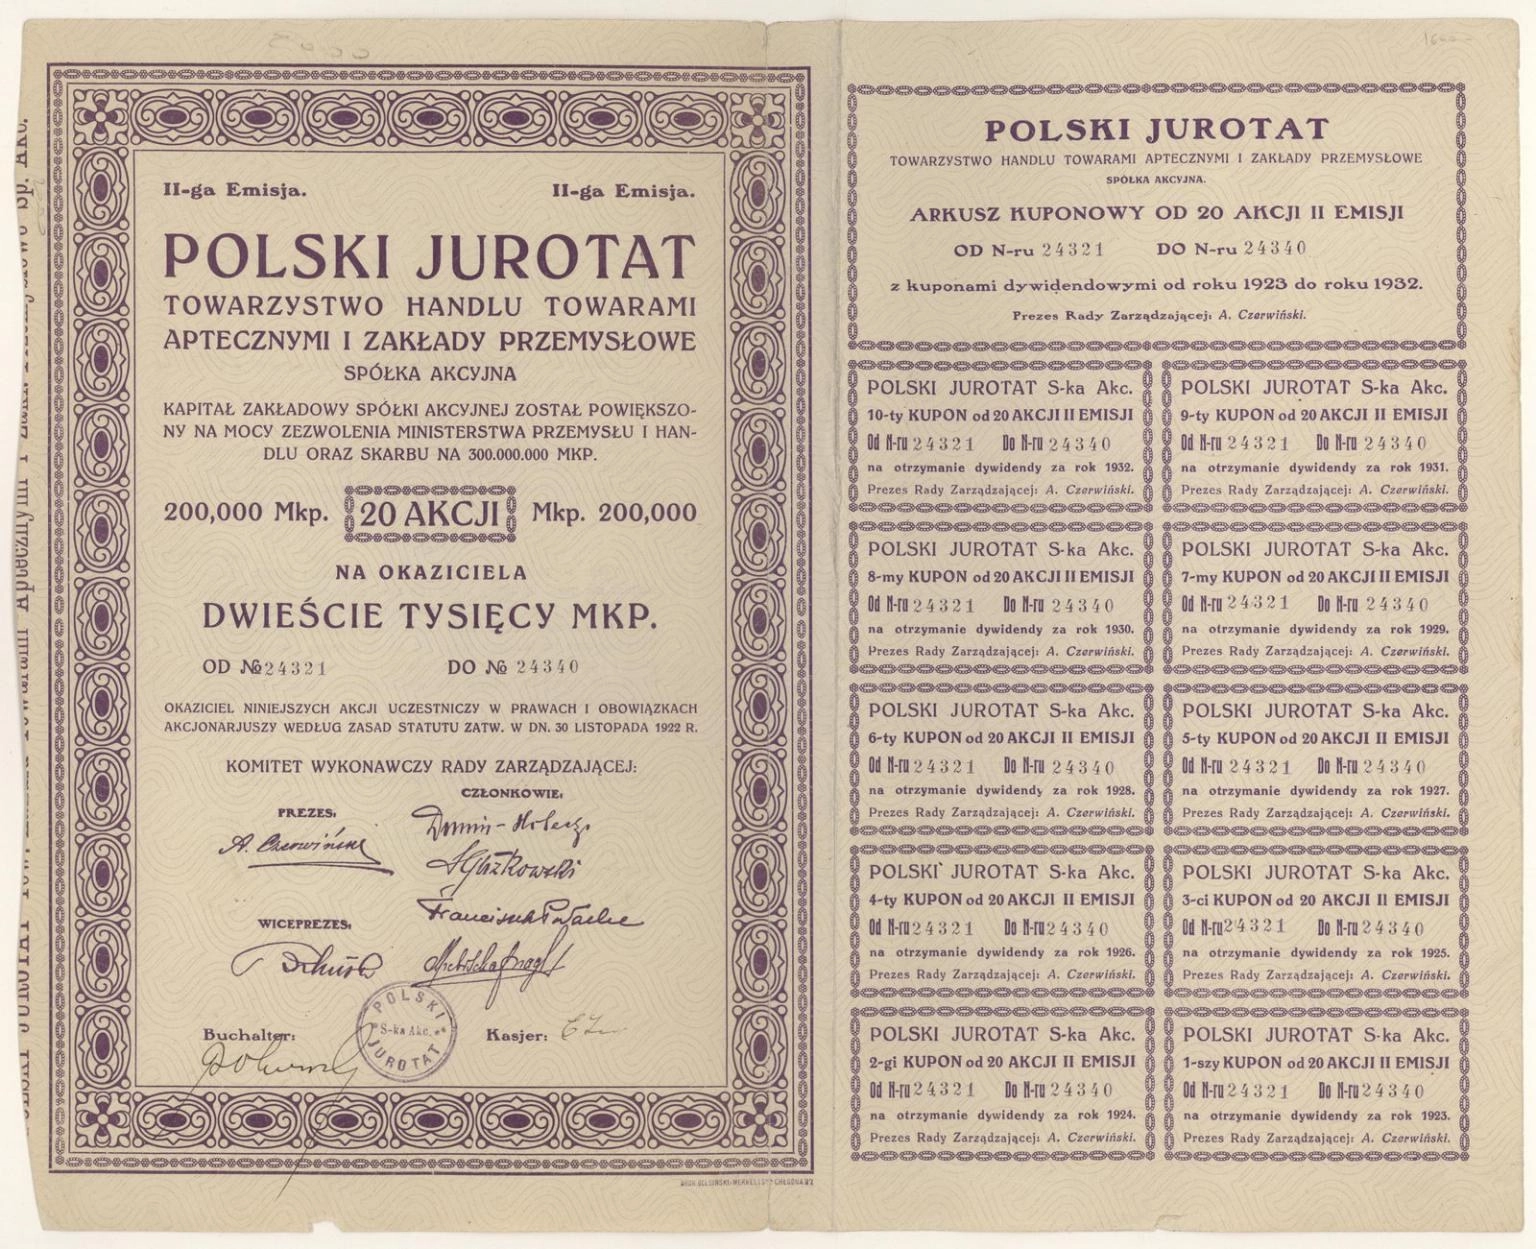 II-ga Emisja. II-ga Emisja.
POLSKI JUROTAT
TOWARZYSTWO HANDLU TOWARAMI
APTECZNYMI I ZAKŁADY PRZEMYSŁOWE
SPÓŁKA AKCYJNA
KAPITAŁ ZAKŁADOWY SPÓŁKI AKCYJNEJ ZOSTAŁ POWIĘKSZO-
NY NA MOCY ZEZWOLENIA MINISTERSTWA PRZEMYSŁU I HAN-
DLU ORAZ SKARBU NA 300.000.000 MKP.
200,000 Mkp. 20 AKCJI Mkp. 200,000
NA OKAZICIELA
DWIEŚCIE TYSIĘCY MKP.
OD № 24321 DO № 24340
OKAZICIEL NINIEJSZYCH AKCJI UCZESTNICZY W PRAWACH I OBOWIĄZKACH
AKCJONARJUSZY WEDŁUG ZASAD STATUTU ZATW. W DN. 30 LISTOPADA 1922 R.
KOMITET WYKONAWCZY RADY ZARZĄDZAJĄCEJ:
CZŁONKOWIE:
PREZES:
A. Czerwiński
WICEPREZES:
Buchalter: Kasjer:
POLSKI
S-ka Akc.
JUROTAT
POLSKI JUROTAT
TOWARZYSTWO HANDLU TOWARAMI APTECZNYMI I ZAKŁADY PRZEMYSŁOWE
SPÓŁKA AKCYJNA.
ARKUSZ KUPONOWY OD 20 AKCJI II EMISJI
OD N-ru 24321 DO N-ru 24340
z kuponami dywidendowymi od roku 1923 do roku 1932.
Prezes Rady Zarządzającej: A. Czerwiński.
POLSKI JUROTAT S-ka Akc.
10-ty KUPON od 20 AKCJI II EMISJI
Od N-ru 24321 Do N-ru 24340
na otrzymanie dywidendy za rok 1932.
Prezes Rady Zarządzającej: A. Czerwiński.
POLSKI JUROTAT S-ka Akc.
9-ty KUPON od 20 AKCJI II EMISJI
Od N-ru 24321 Do N-ru 24340
na otrzymanie dywidendy za rok 1931.
Prezes Rady Zarządzającej: A. Czerwiński.
POLSKI JUROTAT S-ka Akc.
8-my KUPON od 20 AKCJI II EMISJI
Od N-ru 24321 Do N-ru 24340
na otrzymanie dywidendy za rok 1930.
Prezes Rady Zarządzającej: A. Czerwiński.
POLSKI JUROTAT S-ka Akc.
7-my KUPON od 20 AKCJI II EMISJI
Od N-ru 24321 Do N-ru 24340
na otrzymanie dywidendy za rok 1929.
Prezes Rady Zarządzającej: A. Czerwiński.
POLSKI JUROTAT S-ka Akc.
6-ty KUPON od 20 AKCJI II EMISJI
Od N-ru 24321 Do N-ru 24340
na otrzymanie dywidendy za rok 1928.
Prezes Rady Zarządzającej: A. Czerwiński.
POLSKI JUROTAT S-ka Akc.
5-ty KUPON od 20 AKCJI II EMISJI
Od N-ru 24321 Do N-ru 24340
na otrzymanie dywidendy za rok 1927.
Prezes Rady Zarządzającej: A. Czerwiński.
POLSKI JUROTAT S-ka Akc.
4-ty KUPON od 20 AKCJI II EMISJI
Od N-ru 24321 Do N-ru 24340
na otrzymanie dywidendy za rok 1926.
Prezes Rady Zarządzającej: A. Czerwiński.
POLSKI JUROTAT S-ka Akc.
3-ci KUPON od 20 AKCJI II EMISJI
Od N-ru 24321 Do N-ru 24340
na otrzymanie dywidendy za rok 1925.
Prezes Rady Zarządzającej: A. Czerwiński.
POLSKI JUROTAT S-ka Akc.
2-gi KUPON od 20 AKCJI II EMISJI
Od N-ru 24321 Do N-ru 24340
na otrzymanie dywidendy za rok 1924.
Prezes Rady Zarządzającej: A. Czerwiński.
POLSKI JUROTAT S-ka Akc.
1-szy KUPON od 20 AKCJI II EMISJI
Od N-ru 24321 Do N-ru 24340
na otrzymanie dywidendy za rok 1923.
Prezes Rady Zarządzającej: A. Czerwiński.